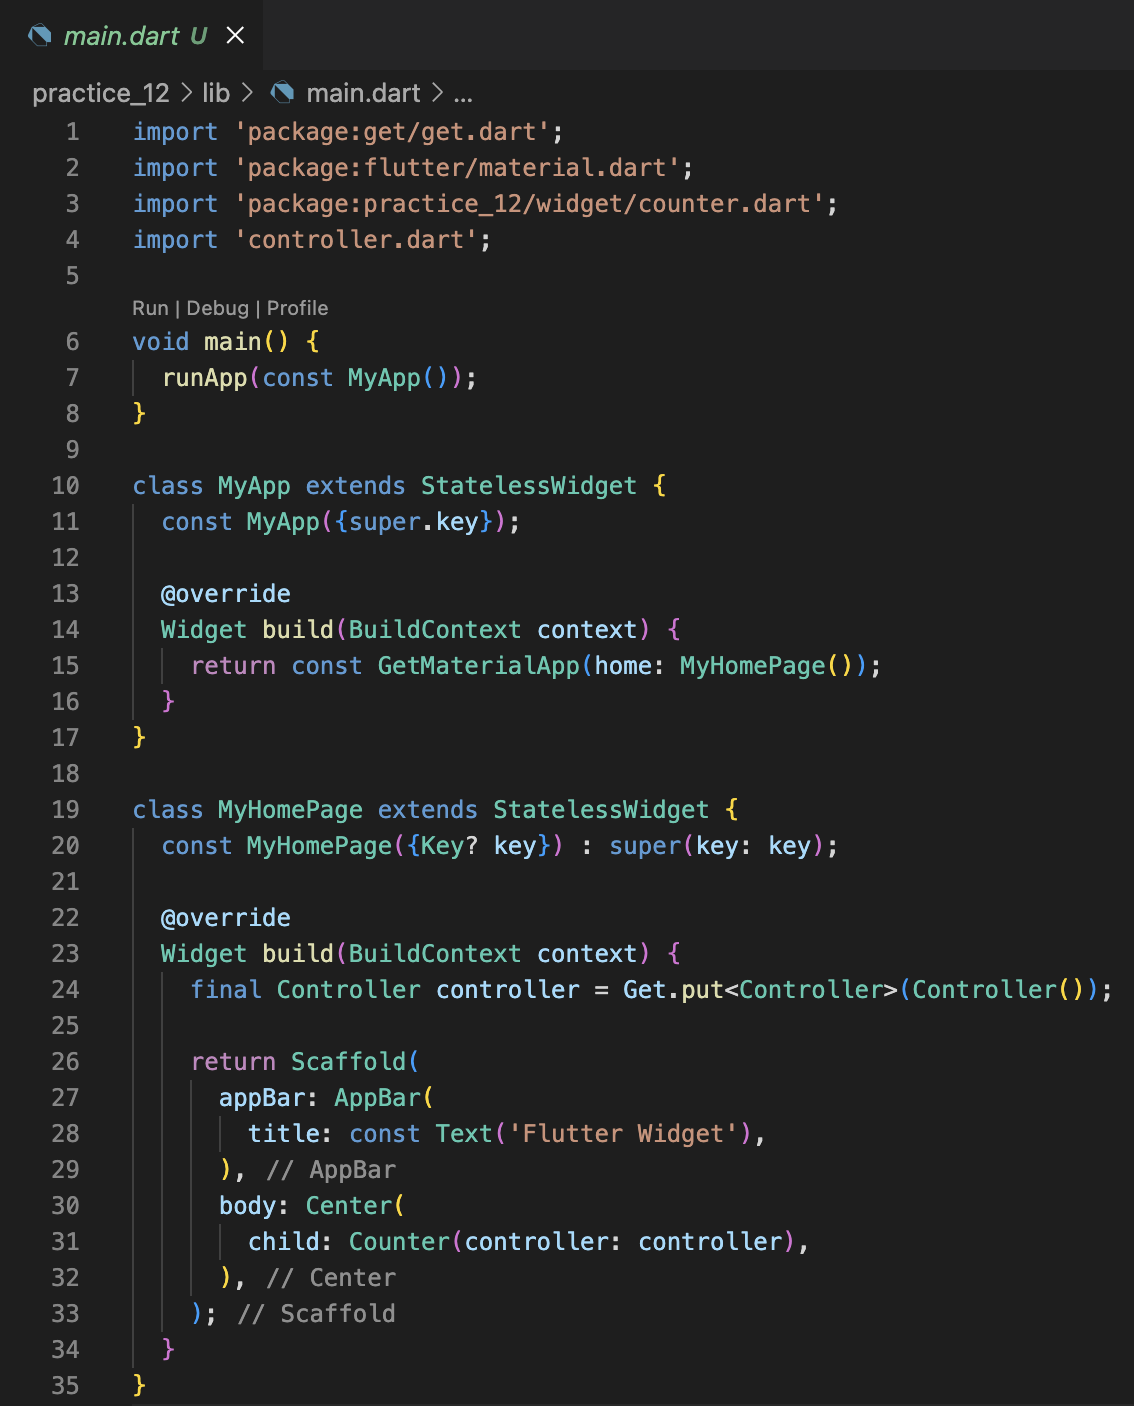 main.dart U ×
practice_12 > lib > main.dart > ...
1 import 'package:get/get.dart';
2 import 'package:flutter/material.dart';
3 import 'package:practice_12/widget/counter.dart';
4 import 'controller.dart';
5
Run | Debug | Profile
6 void main() {
7   runApp(const MyApp());
8 }
9
10 class MyApp extends StatelessWidget {
11   const MyApp({super.key});
12
13   @override
14   Widget build(BuildContext context) {
15     return const GetMaterialApp(home: MyHomePage());
16   }
17 }
18
19 class MyHomePage extends StatelessWidget {
20   const MyHomePage({Key? key}) : super(key: key);
21
22   @override
23   Widget build(BuildContext context) {
24     final Controller controller = Get.put<Controller>(Controller());
25
26     return Scaffold(
27       appBar: AppBar(
28         title: const Text('Flutter Widget'),
29       ), // AppBar
30       body: Center(
31         child: Counter(controller: controller),
32       ), // Center
33     ); // Scaffold
34   }
35 }